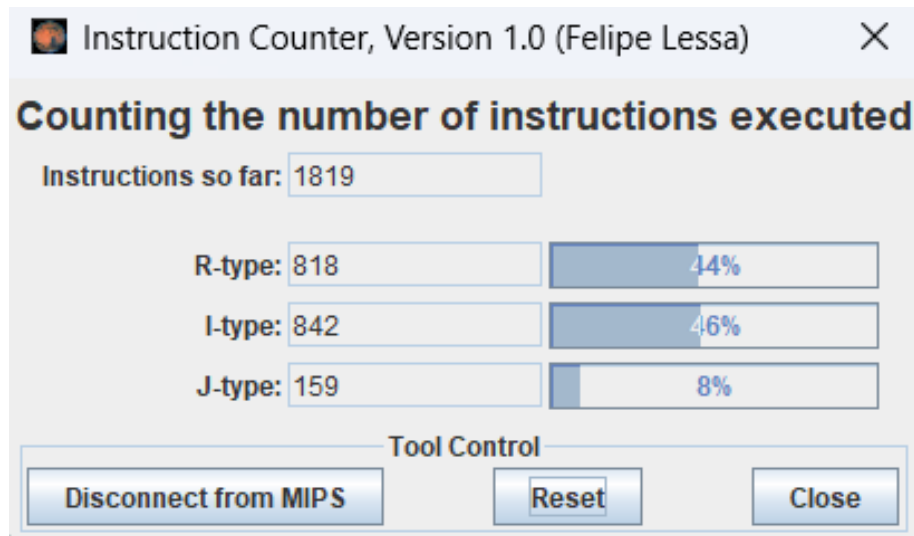 Instruction Counter, Version 1.0 (Felipe Lessa)
Counting the number of instructions executed
Instructions so far: 1819
R-type: 818 44%
I-type: 842 46%
J-type: 159 8%
Tool Control
Disconnect from MIPS Reset Close